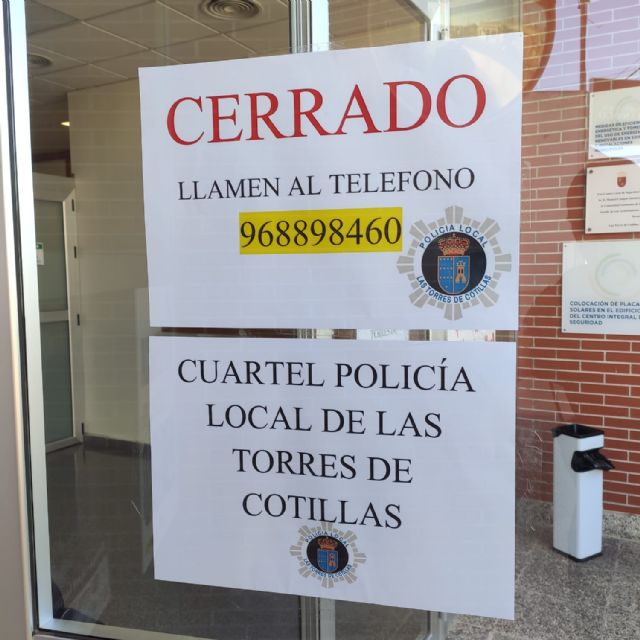 CERRADO
LLAMEN AL TELEFONO
968898460
POLICIA LOCAL
LAS TORRES DE COTILLAS
CUARTEL POLICÍA
LOCAL DE LAS
TORRES DE
COTILLAS
COLOCACIÓN DE PLACA
SOLARES EN EL EDIFICIO
DEL CENTRO INTEGRAL
SEGURIDAD